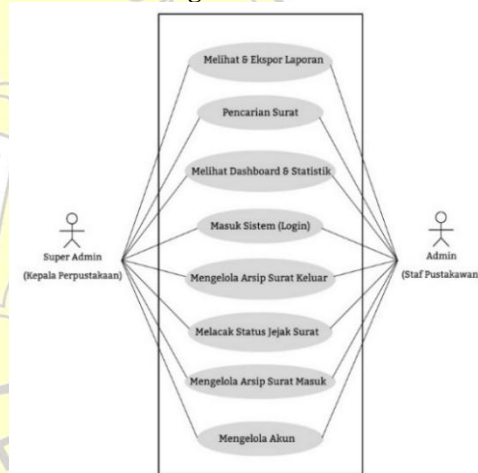 Melihat & Ekspor Laporan
Pencarian Surat
Melihat Dashboard & Statistik
Masuk Sistem (Login)
Super Admin
(Kepala Perpustakaan)
Admin
(Staf Pustakawan
Mengelola Arsip Surat Keluar
Melacak Status Jejak Surat
Mengelola Arsip Surat Masuk
Mengelola Akun